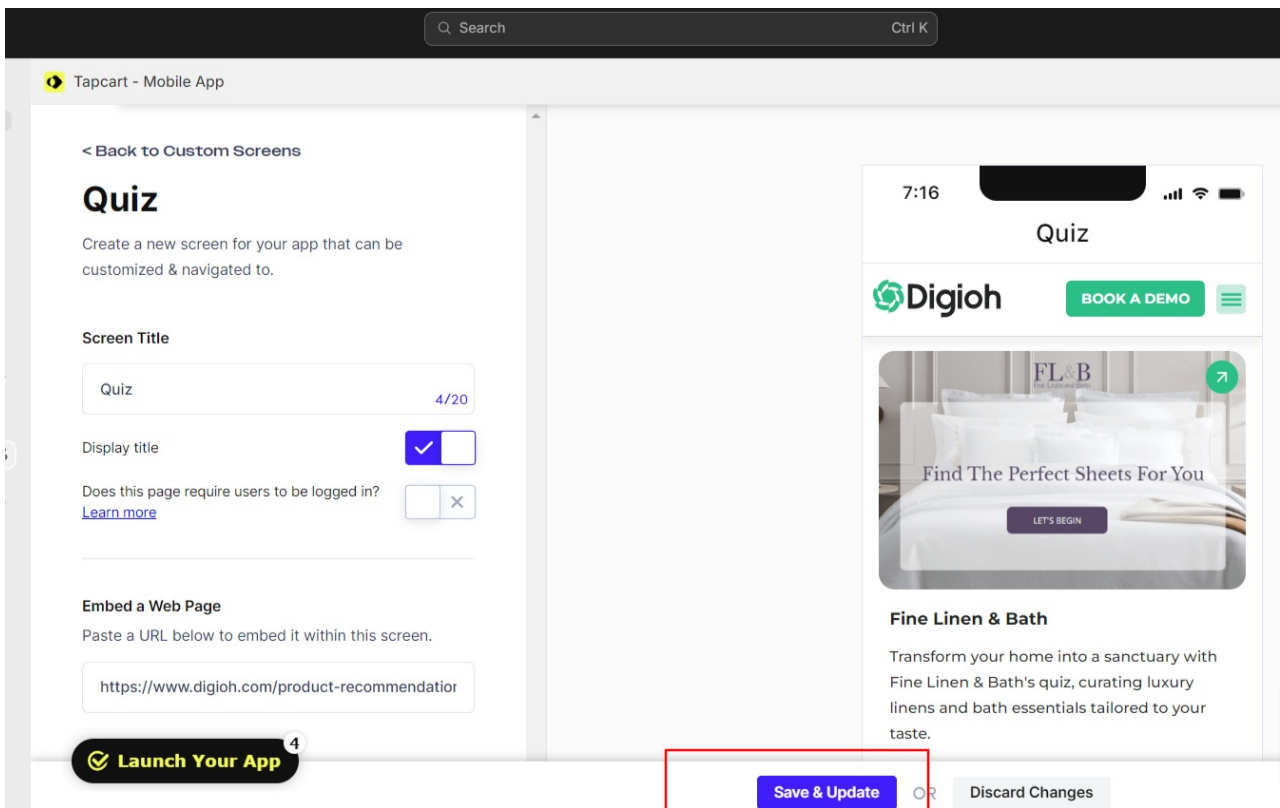 Search
Ctrl K
Tapcart - Mobile App
< Back to Custom Screens
Quiz
Create a new screen for your app that can be
customized & navigated to.
Screen Title
Quiz
4/20
Display title
Does this page require users to be logged in?
Learn more
Embed a Web Page
Paste a URL below to embed it within this screen.
https://www.digioh.com/product-recommendation
Launch Your App
4
7:16
Quiz
Digioh
BOOK A DEMO
FL&B
FINE LINEN AND BATH
Find The Perfect Sheets For You
LET'S BEGIN
Fine Linen & Bath
Transform your home into a sanctuary with
Fine Linen & Bath's quiz, curating luxury
linens and bath essentials tailored to your
taste.
Save & Update
OR
Discard Changes